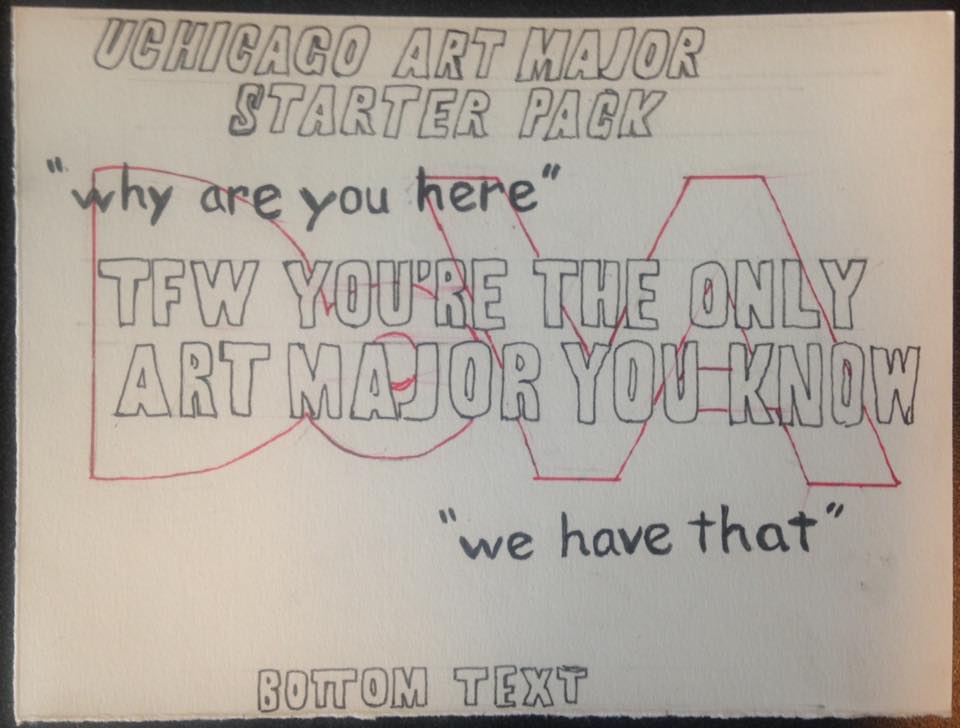 UCHICAGO ART MAJOR
STARTER PACK
"why are you here"
DoVA
TFW YOU'RE THE ONLY
ART MAJOR YOU KNOW
"we have that"
BOTTOM TEXT